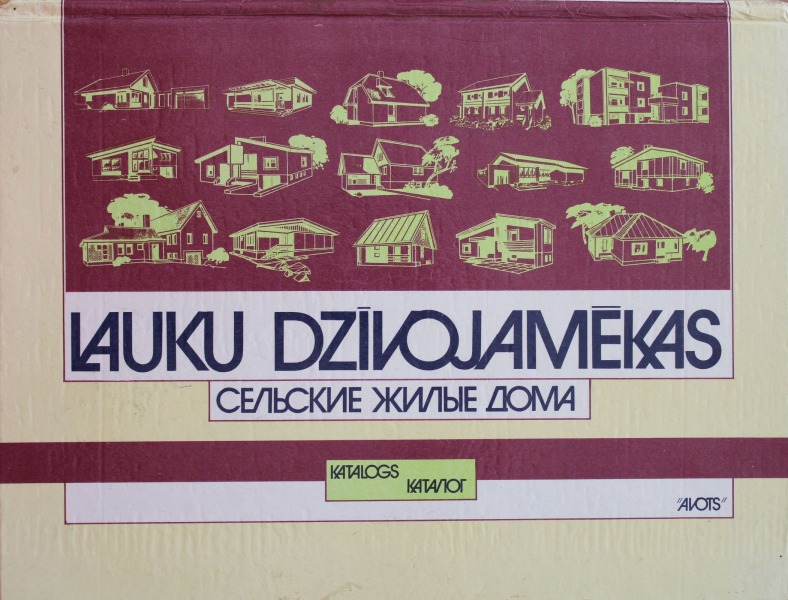 LAUKU DZĪVOJAMĒKAS
СЕЛЬСКИЕ ЖИЛЫЕ ДОМА
KATALOGS
КАТАЛОГ
"AVOTS"